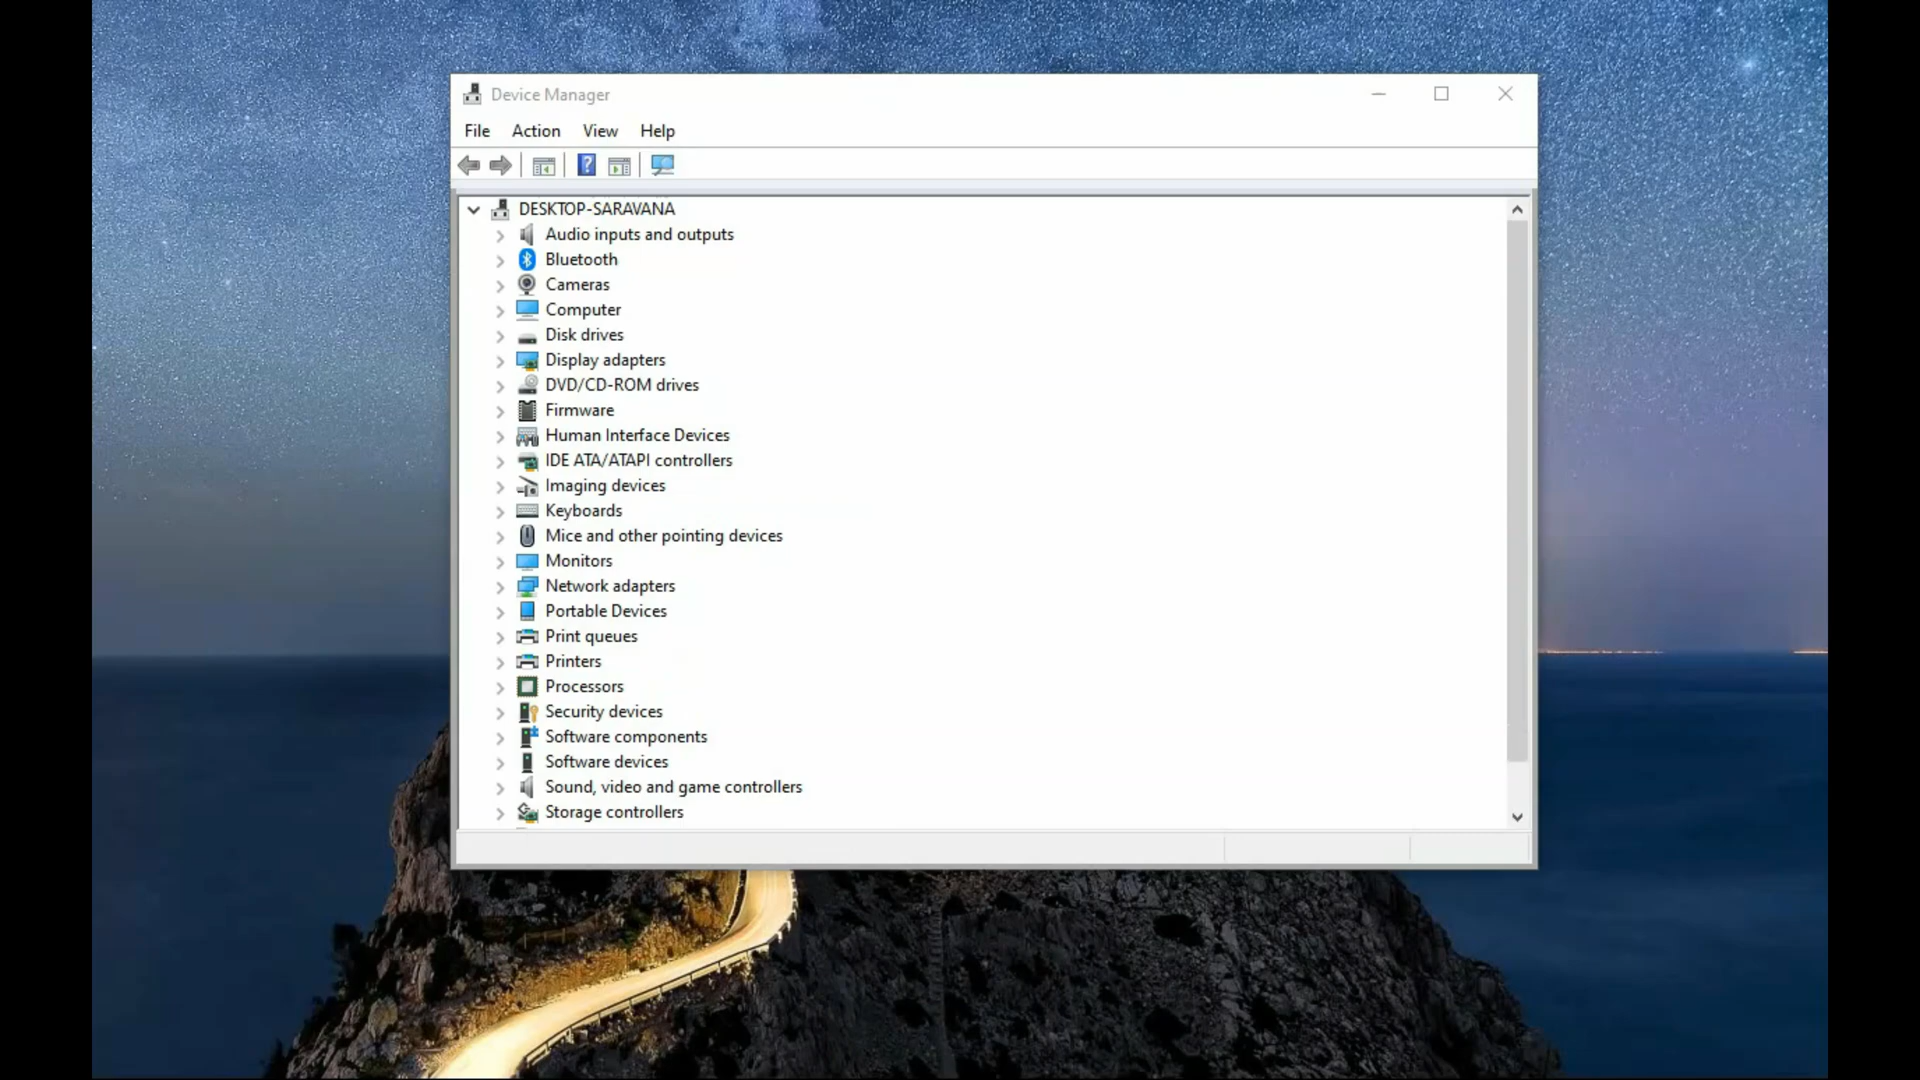 Device Manager
File Action View Help
DESKTOP-SARAVANA
Audio inputs and outputs
Bluetooth
Cameras
Computer
Disk drives
Display adapters
DVD/CD-ROM drives
Firmware
Human Interface Devices
IDE ATA/ATAPI controllers
Imaging devices
Keyboards
Mice and other pointing devices
Monitors
Network adapters
Portable Devices
Print queues
Printers
Processors
Security devices
Software components
Software devices
Sound, video and game controllers
Storage controllers